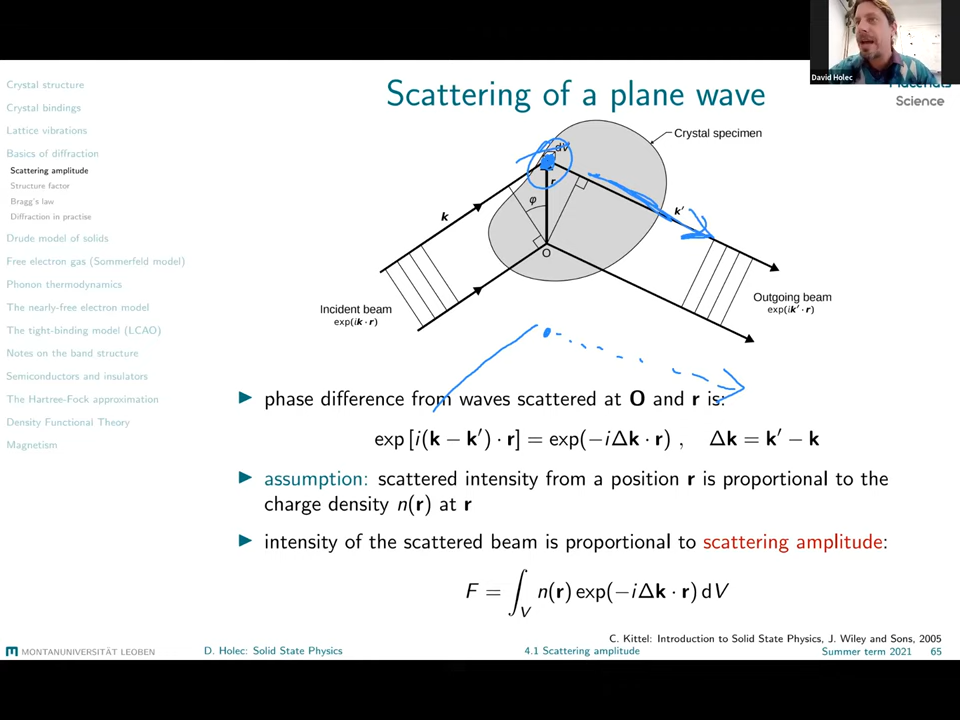 David Holec
Materials
Science
Crystal structure
Crystal bindings
Lattice vibrations
Basics of diffraction
Scattering amplitude
Structure factor
Bragg's law
Diffraction in practise
Drude model of solids
Free electron gas (Sommerfeld model)
Phonon thermodynamics
The nearly-free electron model
The tight-binding model (LCAO)
Notes on the band structure
Semiconductors and insulators
The Hartree-Fock approximation
Density Functional Theory
Magnetism
Scattering of a plane wave
Crystal specimen
dV
r
φ
k
k′
O
Incident beam
exp(ik · r)
Outgoing beam
exp(ik′ · r)
▶ phase difference from waves scattered at O and r is:
exp [i(k − k′) · r] = exp(−iΔk · r) , Δk = k′ − k
▶ assumption: scattered intensity from a position r is proportional to the
charge density n(r) at r
▶ intensity of the scattered beam is proportional to scattering amplitude:
F = ∫V n(r) exp(−iΔk · r) dV
C. Kittel: Introduction to Solid State Physics, J. Wiley and Sons, 2005
MONTANUNIVERSITÄT LEOBEN D. Holec: Solid State Physics 4.1 Scattering amplitude Summer term 2021 65